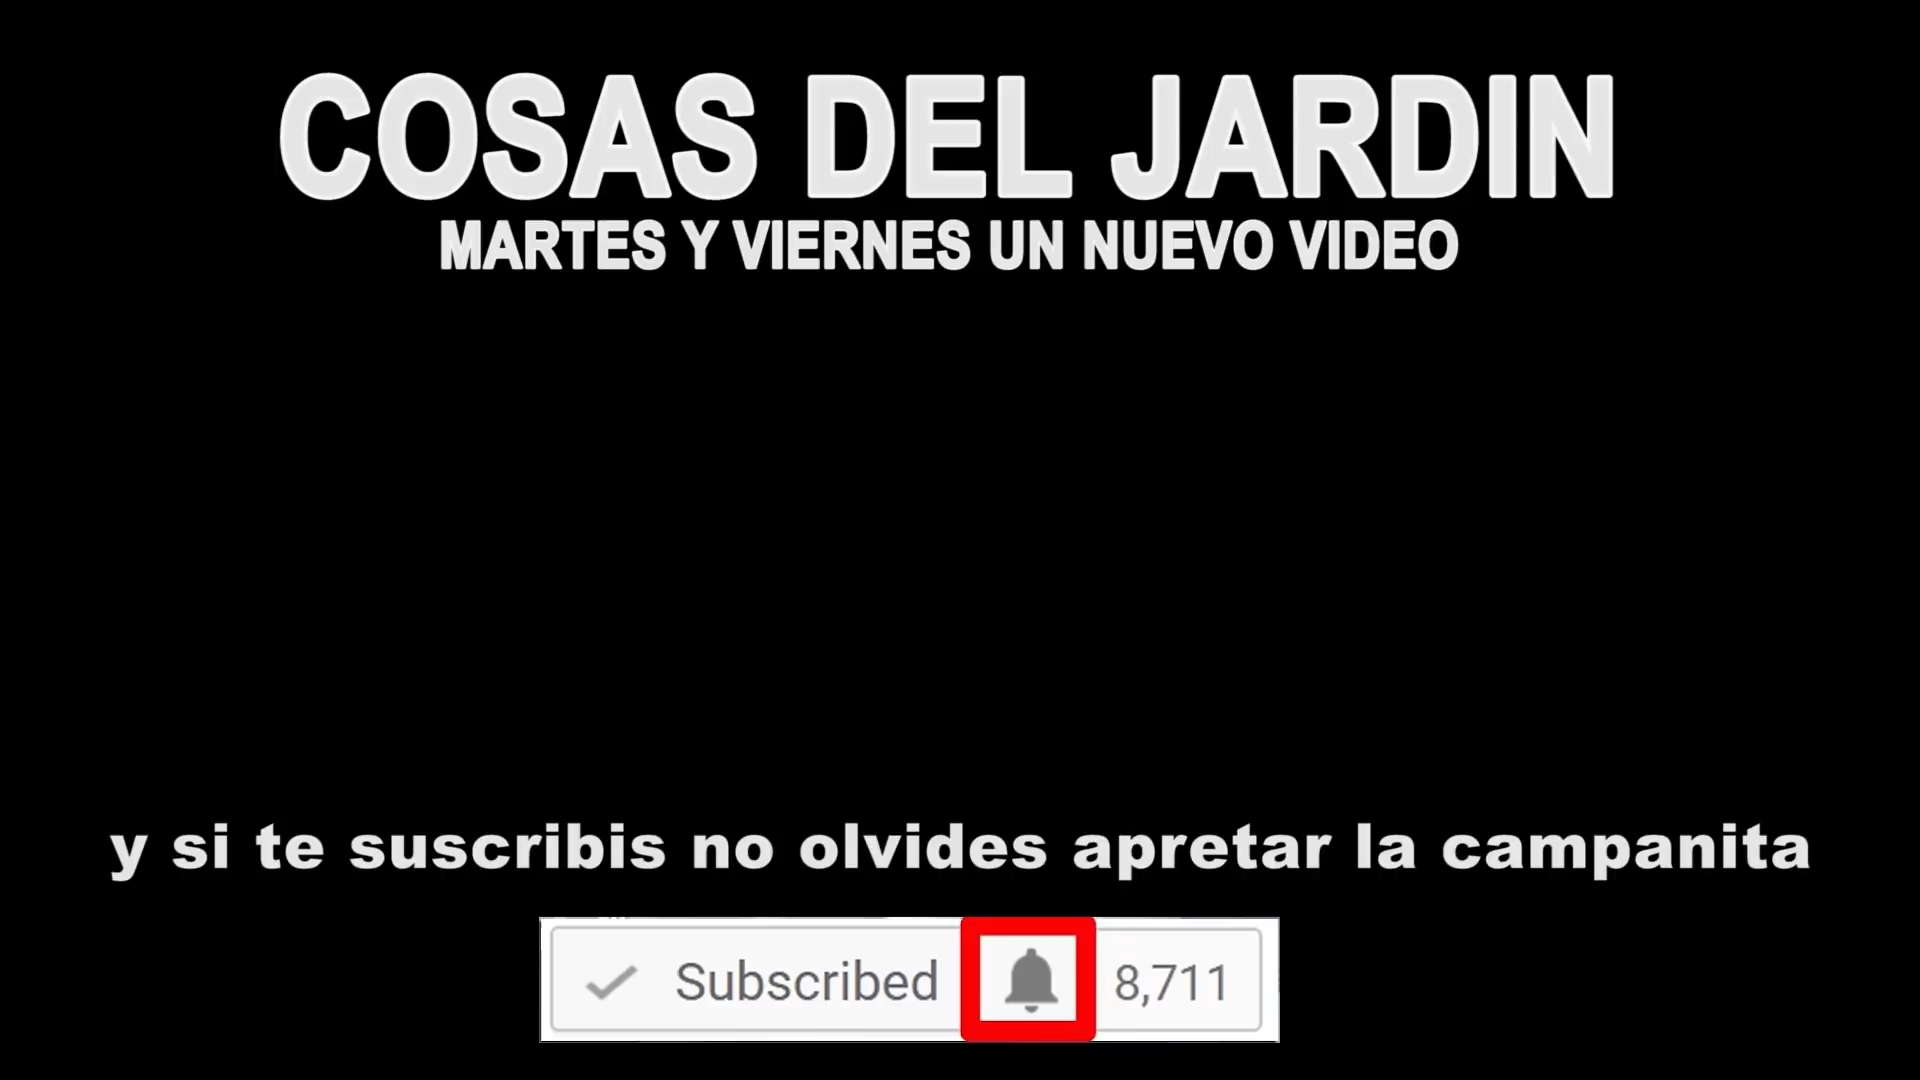 COSAS DEL JARDIN
MARTES Y VIERNES UN NUEVO VIDEO
y si te suscribis no olvides apretar la campanita
Subscribed 8,711